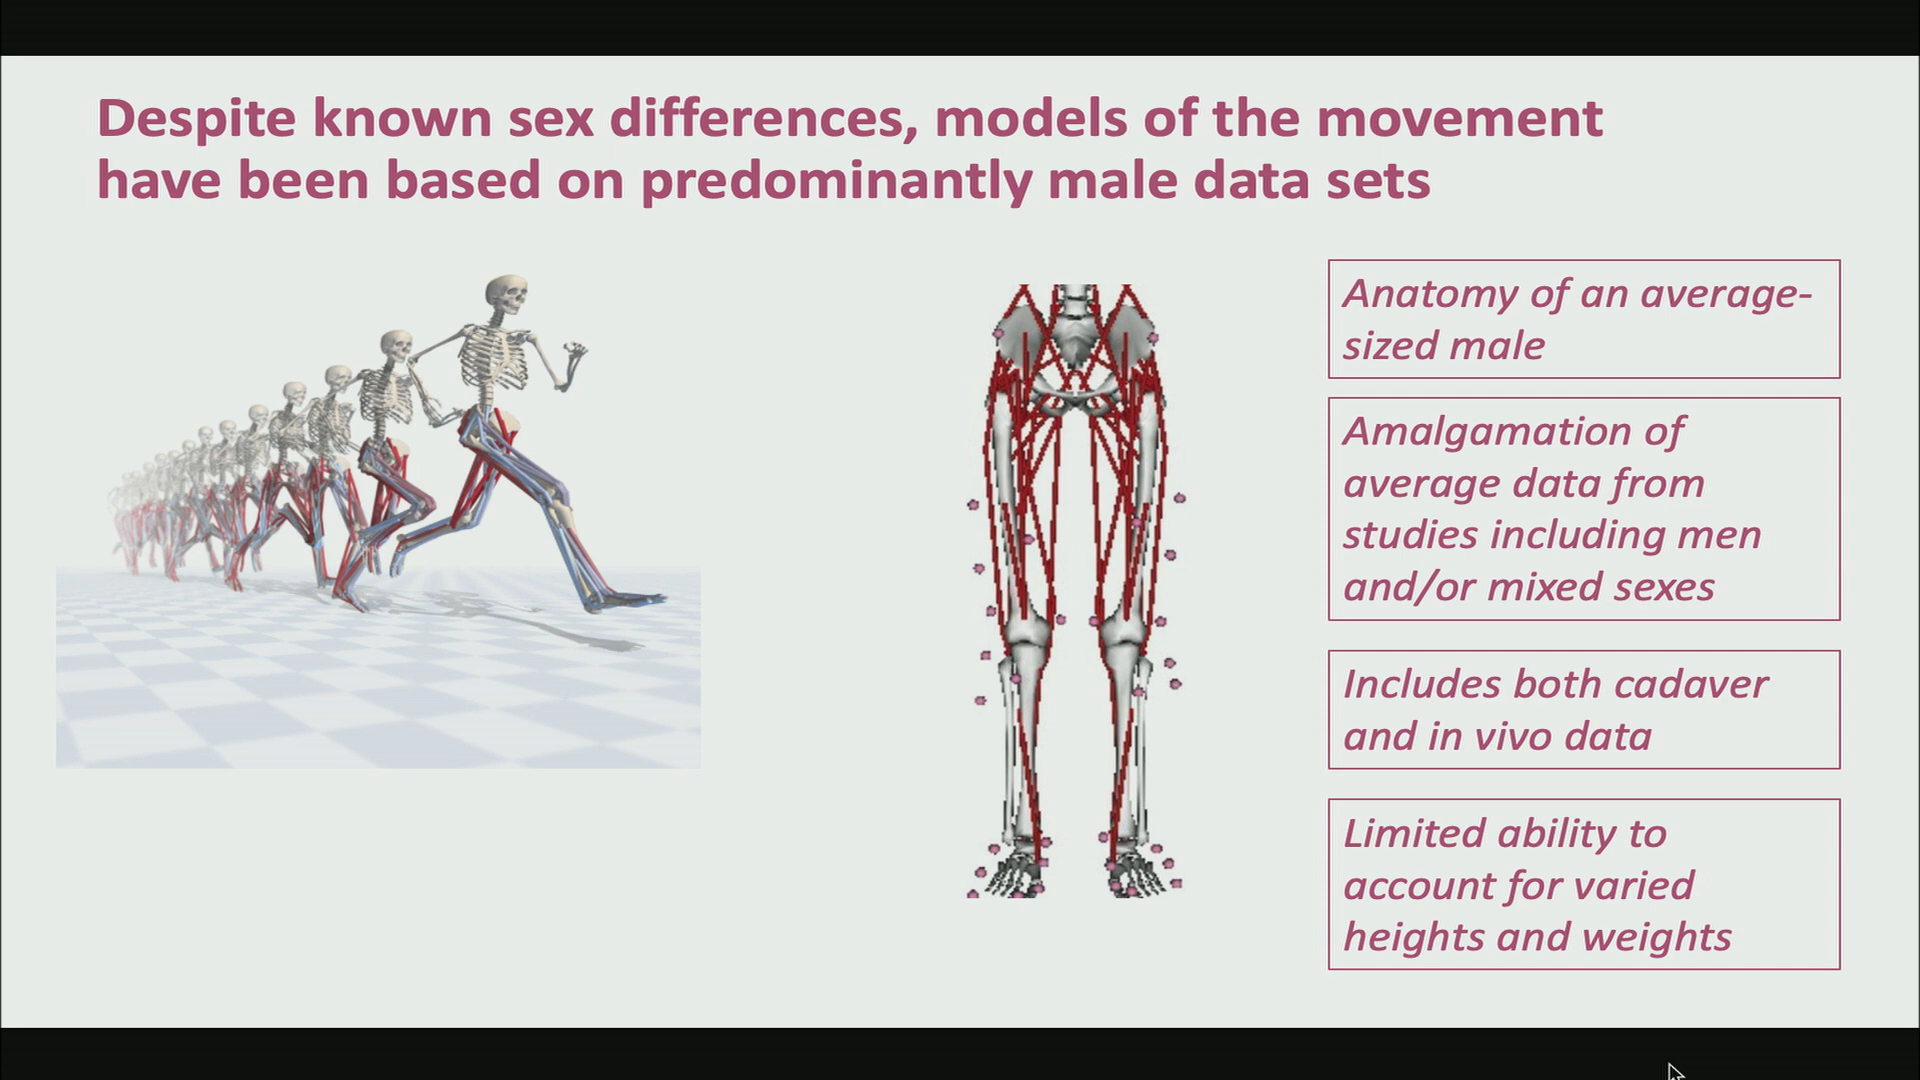 Despite known sex differences, models of the movement
have been based on predominantly male data sets
Anatomy of an average-
sized male
Amalgamation of
average data from
studies including men
and/or mixed sexes
Includes both cadaver
and in vivo data
Limited ability to
account for varied
heights and weights